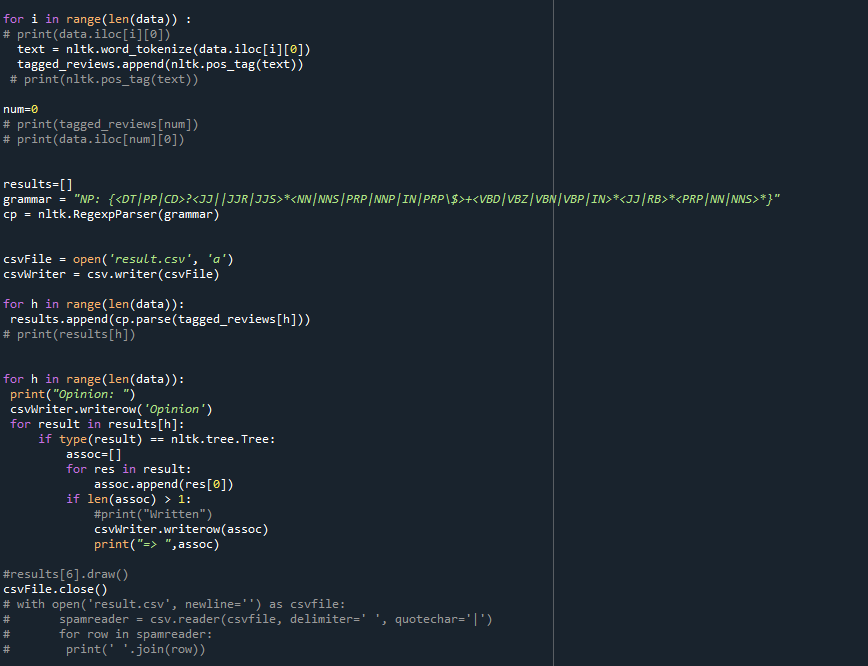 for i in range(len(data)) :
# print(data.iloc[i][0])
  text = nltk.word_tokenize(data.iloc[i][0])
  tagged_reviews.append(nltk.pos_tag(text))
 # print(nltk.pos_tag(text))
num=0
# print(tagged_reviews[num])
# print(data.iloc[num][0])
results=[]
grammar = "NP: {<DT|PP|CD>?<JJ||JJR|JJS>*<NN|NNS|PRP|NNP|IN|PRP\$>+<VBD|VBZ|VBN|VBP|IN>*<JJ|RB>*<PRP|NN|NNS>*}"
cp = nltk.RegexpParser(grammar)
csvFile = open('result.csv', 'a')
csvWriter = csv.writer(csvFile)
for h in range(len(data)):
 results.append(cp.parse(tagged_reviews[h]))
# print(results[h])
for h in range(len(data)):
 print("Opinion: ")
 csvWriter.writerow('Opinion')
 for result in results[h]:
     if type(result) == nltk.tree.Tree:
         assoc=[]
         for res in result:
             assoc.append(res[0])
         if len(assoc) > 1:
             #print("Written")
             csvWriter.writerow(assoc)
             print("=> ",assoc)
#results[6].draw()
csvFile.close()
# with open('result.csv', newline='') as csvfile:
#       spamreader = csv.reader(csvfile, delimiter=' ', quotechar='|')
#       for row in spamreader:
#        print(' '.join(row))